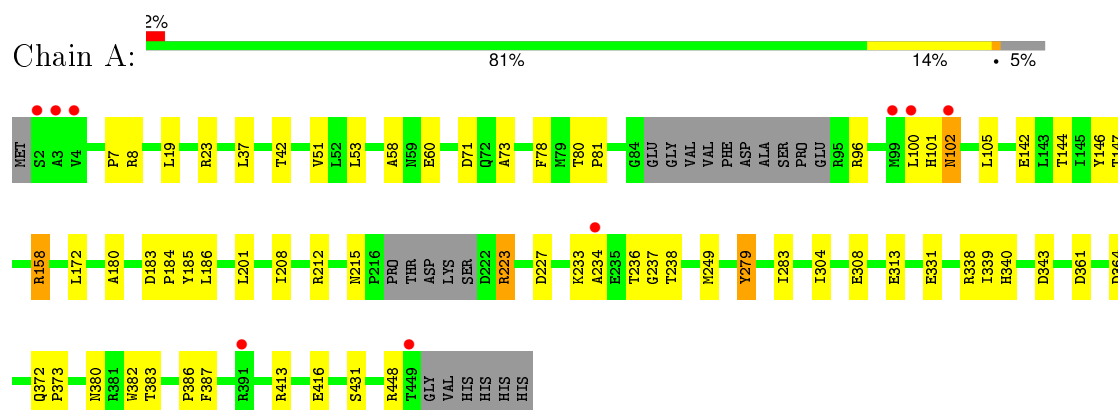 2%
Chain A:
81% 14% • 5%
MET S2 A3 V4 P7 R8 L19 R23 L37 T42 V51 L52 L53 A58 N59 E60 D71 Q72 A73 F78 M79 T80 P81 G84 GLU GLY VAL VAL PHE ASP ALA SER PRO GLU R95 R96 M99 L100 H101 N102 L105 E142 L143 T144 I145 Y146 T147
R158 L172 A180 D183 P184 Y185 L186 L201 I208 R212 N215 P216 PRO THR ASP LYS SER D222 R223 D227 K233 A234 E235 T236 G237 T238 M249 Y279 I283 I304 E308 E313 E331 R338 I339 H340 D343 D361
Q372 P373 N380 R381 W382 T383 P386 F387 R391 R413 E416 S431 R448 T449 GLY VAL HIS HIS HIS HIS